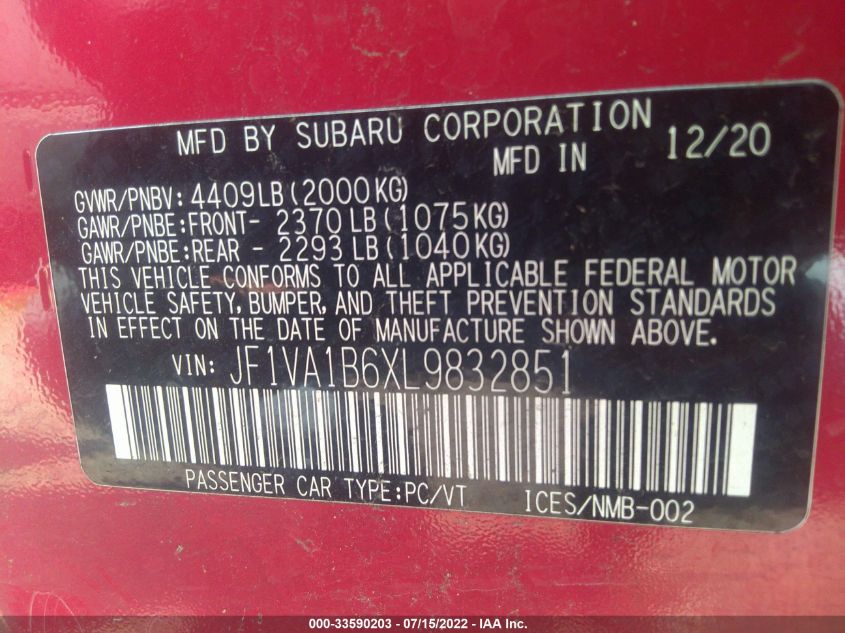 MFD BY SUBARU CORPORATION
MFD IN 12/20
GVWR/PNBV: 4409LB(2000KG)
GAWR/PNBE:FRONT- 2370LB(1075KG)
GAWR/PNBE:REAR - 2293LB(1040KG)
THIS VEHICLE CONFORMS TO ALL APPLICABLE FEDERAL MOTOR
VEHICLE SAFETY,BUMPER,AND THEFT PREVENTION STANDARDS
IN EFFECT ON THE DATE OF MANUFACTURE SHOWN ABOVE.
VIN: JF1VA1B6XL9832851
PASSENGER CAR TYPE:PC/VT ICES/NMB-002
000-33590203 - 07/15/2022 - IAA Inc.